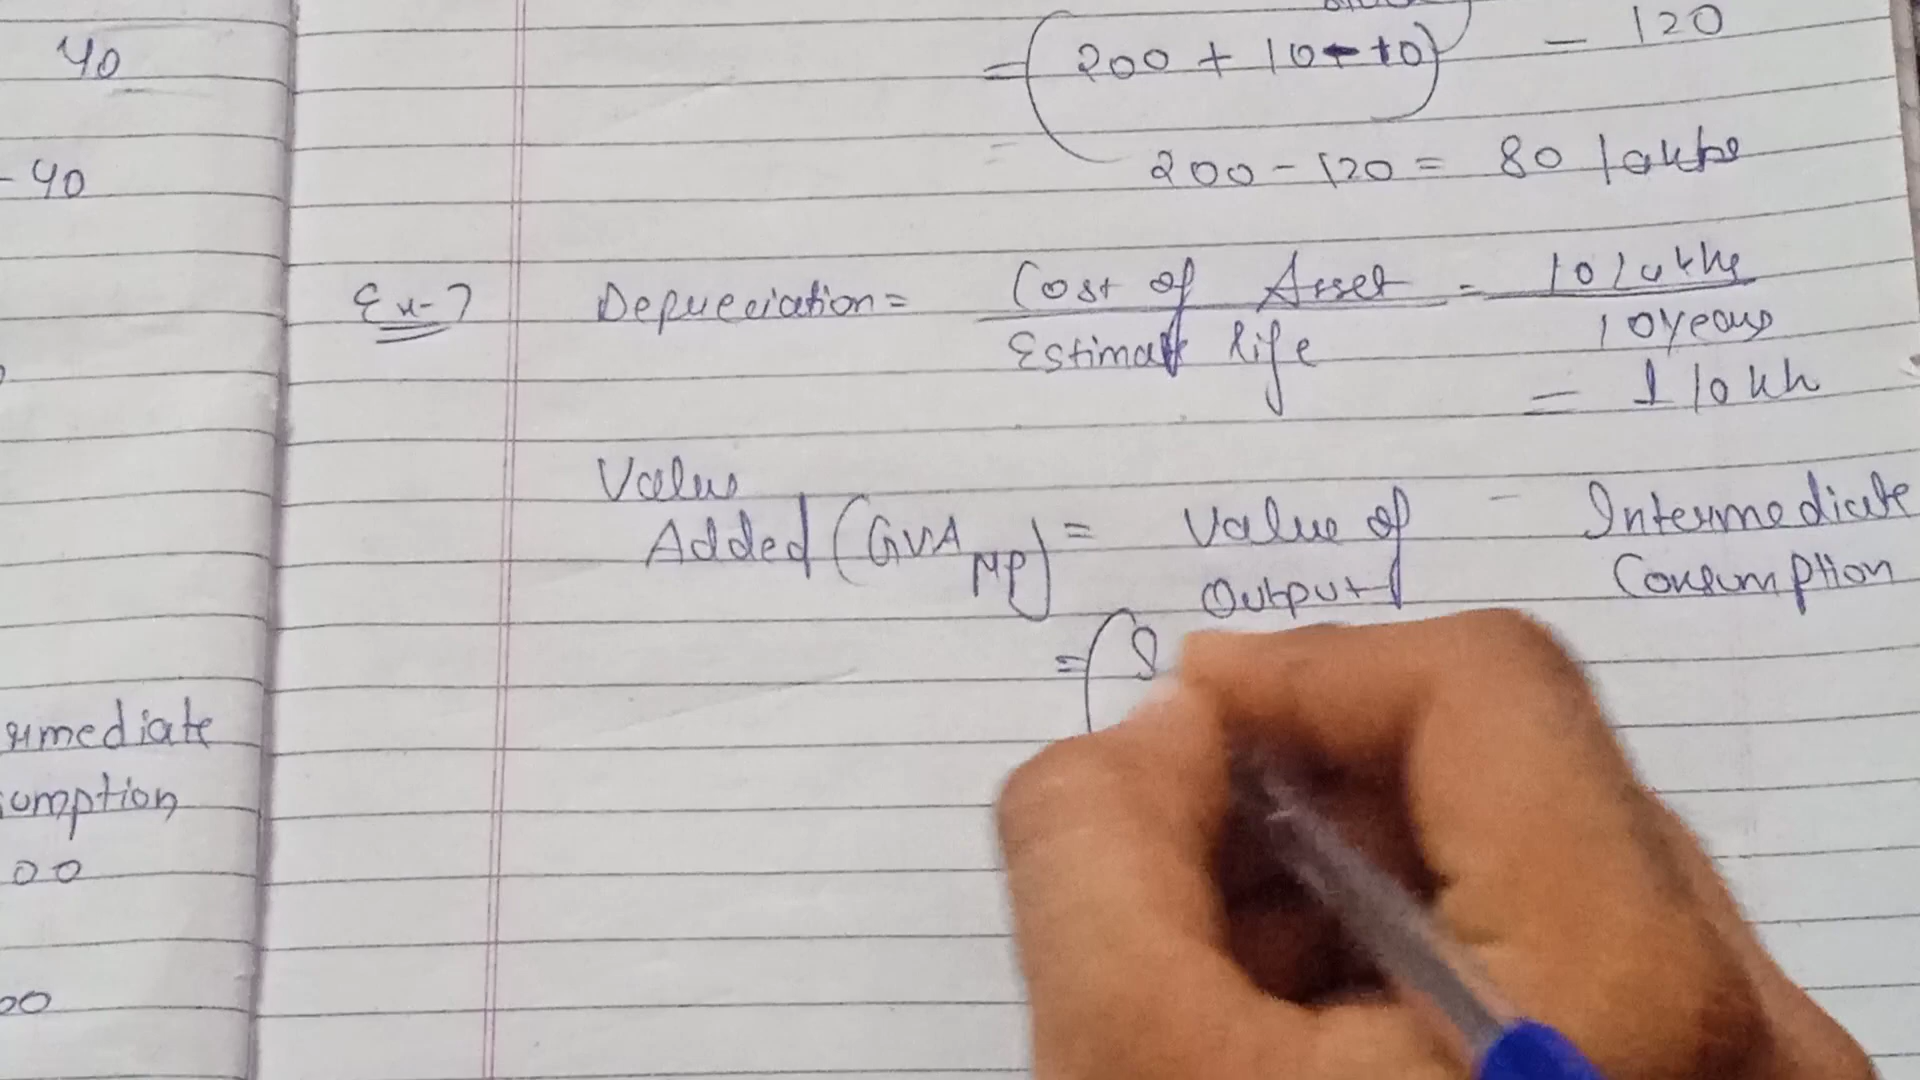 40
- 40
= (200 + 10 - 10) - 120
200 - 120 = 80 lakhs
Ex-7 Depreciation = Cost of Asset = 10 lakhs
Estimate life 10 years
= 1 lakh
Value
Added (GVA MP) = Value of - Intermediate
Output Consumption
= ( S
rmediate
umption
00
00